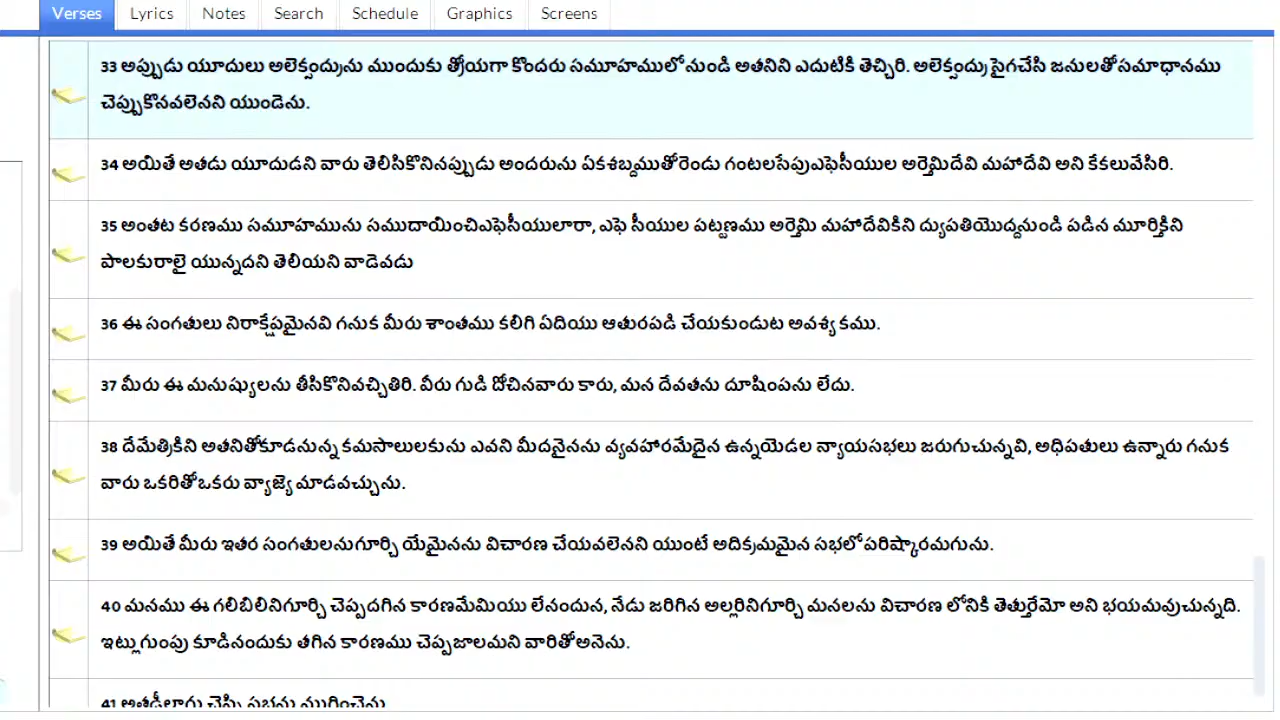 Verses Lyrics Notes Search Schedule Graphics Screens
33 అప్పుడు యూదులు అలెక్సంద్రును ముందుకు త్రోయగా కొందరు సమూహములోనుండి అతనిని ఎదుటికి తెచ్చిరి. అలెక్సంద్రు సైగచేసి జనులతోసమాధానము
చెప్పుకొనవలెనని యుండెను.
34 అయితే అతడు యూదుడని వారు తెలిసికొనినప్పుడు అందరును ఏకశబ్దముతోరెండు గంటలసేపుఎఫెసీయుల అర్తెమిదేవి మహాదేవి అని కేకలువేసిరి.
35 అంతట కరణము సమూహమును సముదాయించిఎఫెసీయులారా, ఎఫె సీయుల పట్టణము అర్తెమి మహాదేవికిని ద్యుపతియొద్దనుండి పడిన మూర్తికిని
పాలకురాలై యున్నదని తెలియని వాడెవడు
36 ఈ సంగతులు నిరాక్షేపమైనవి గనుక మీరు శాంతము కలిగి ఏదియు ఆతురపడి చేయకుండుట అవశ్యకము.
37 మీరు ఈ మనుష్యులను తీసికొనివచ్చితిరి. వీరు గుడి దోచినవారు కారు, మన దేవతను దూషింపను లేదు.
38 దేమేత్రికిని అతనితోకూడనున్న కమసాలులకును ఎవని మీదనైనను వ్యవహారమేదైన ఉన్నయెడల న్యాయసభలు జరుగుచున్నవి, అధిపతులు ఉన్నారు గనుక
వారు ఒకరితోఒకరు వ్యాజ్యె మాడవచ్చును.
39 అయితే మీరు ఇతర సంగతులనుగూర్చి యేమైనను విచారణ చేయవలెనని యుంటే అదిక్రమమైన సభలోపరిష్కారమగును.
40 మనము ఈ గలిబిలినిగూర్చి చెప్పదగిన కారణమేమియు లేనందున, నేడు జరిగిన అల్లరినిగూర్చి మనలను విచారణ లోనికి తెత్తురేమో అని భయమవుచున్నది.
ఇట్లుగుంపు కూడినందుకు తగిన కారణము చెప్పజాలమని వారితోఅనెను.
41 అతడీలాగు చెప్పి సభను ముగించెను.